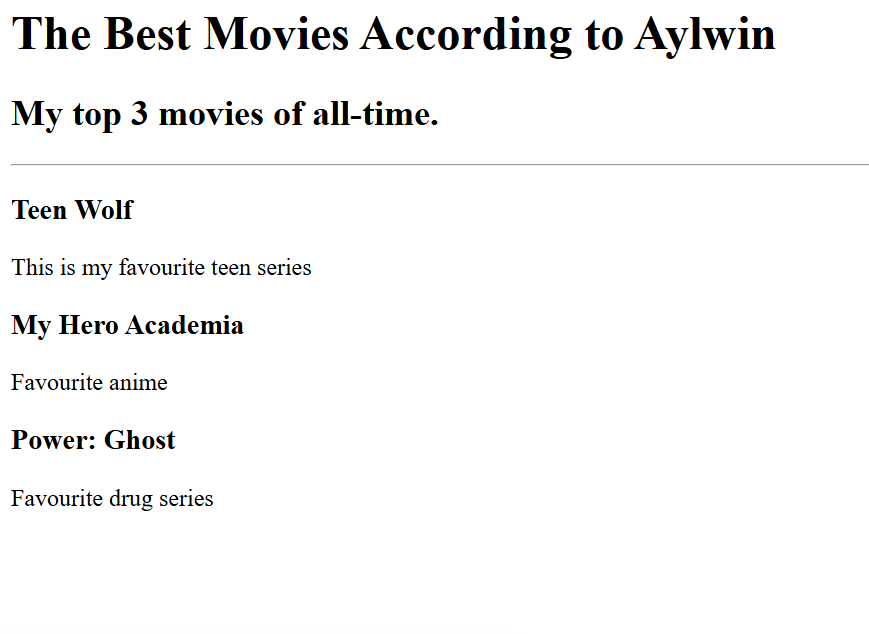 The Best Movies According to Aylwin
My top 3 movies of all-time.
Teen Wolf
This is my favourite teen series
My Hero Academia
Favourite anime
Power: Ghost
Favourite drug series